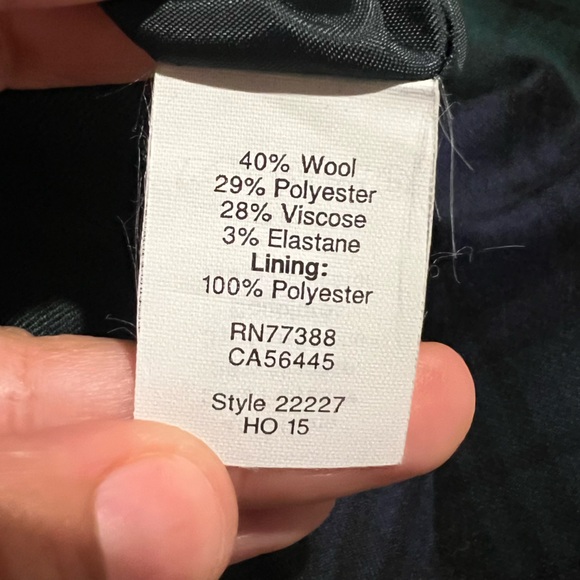 40% Wool
29% Polyester
28% Viscose
3% Elastane
Lining:
100% Polyester
RN77388
CA56445
Style 22227
HO 15